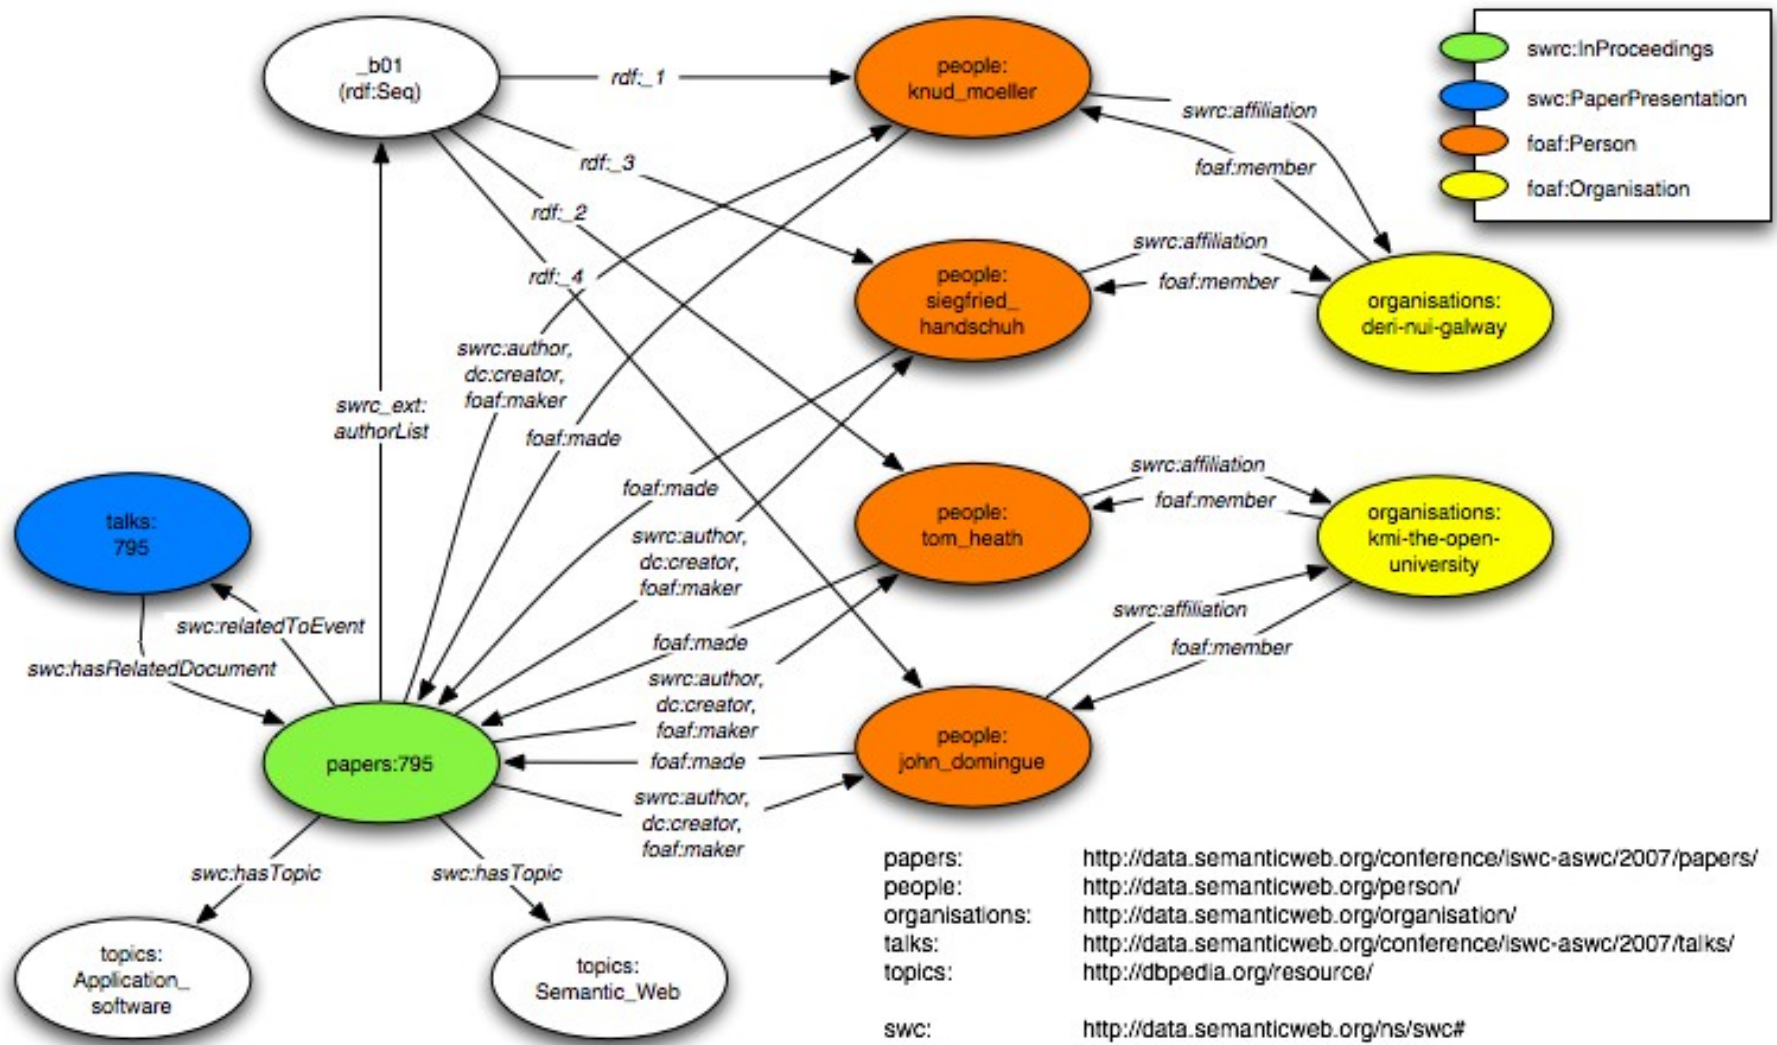 _b01
(rdf:Seq)
rdf:_1
people:
knud_moeller
swrc:affiliation
foaf:member
swrc:InProceedings
swc:PaperPresentation
foaf:Person
foaf:Organisation
rdf:_3
rdf:_2
rdf:_4
people:
siegfried_
handschuh
swrc:affiliation
foaf:member
organisations:
deri-nui-galway
swrc:author,
dc:creator,
foaf:maker
swrc_ext:
authorList
foaf:made
foaf:made
swrc:author,
dc:creator,
foaf:maker
people:
tom_heath
swrc:affiliation
foaf:member
organisations:
kmi-the-open-
university
talks:
795
swc:relatedToEvent
swc:hasRelatedDocument
foaf:made
swrc:author,
dc:creator,
foaf:maker
swrc:affiliation
foaf:member
papers:795
foaf:made
people:
john_domingue
swrc:author,
dc:creator,
foaf:maker
swc:hasTopic
swc:hasTopic
topics:
Application_
software
topics:
Semantic_Web
papers: http://data.semanticweb.org/conference/iswc-aswc/2007/papers/
people: http://data.semanticweb.org/person/
organisations: http://data.semanticweb.org/organisation/
talks: http://data.semanticweb.org/conference/iswc-aswc/2007/talks/
topics: http://dbpedia.org/resource/
swc: http://data.semanticweb.org/ns/swc#